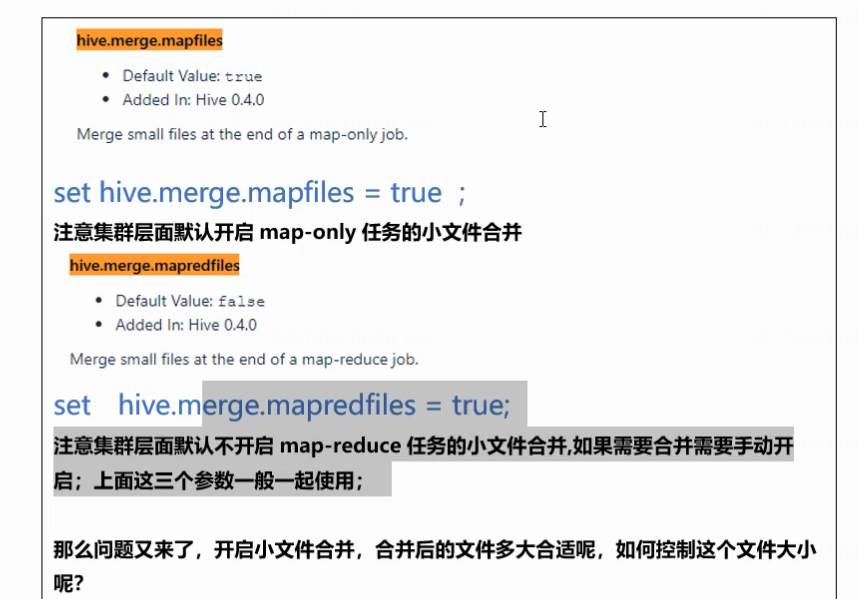 hive.merge.mapfiles
• Default Value: true
• Added In: Hive 0.4.0
Merge small files at the end of a map-only job.
set hive.merge.mapfiles = true ;
注意集群层面默认开启 map-only 任务的小文件合并
hive.merge.mapredfiles
• Default Value: false
• Added In: Hive 0.4.0
Merge small files at the end of a map-reduce job.
set hive.merge.mapredfiles = true;
注意集群层面默认不开启 map-reduce 任务的小文件合并,如果需要合并需要手动开
启；上面这三个参数一般一起使用；
那么问题又来了，开启小文件合并，合并后的文件多大合适呢，如何控制这个文件大小
呢?